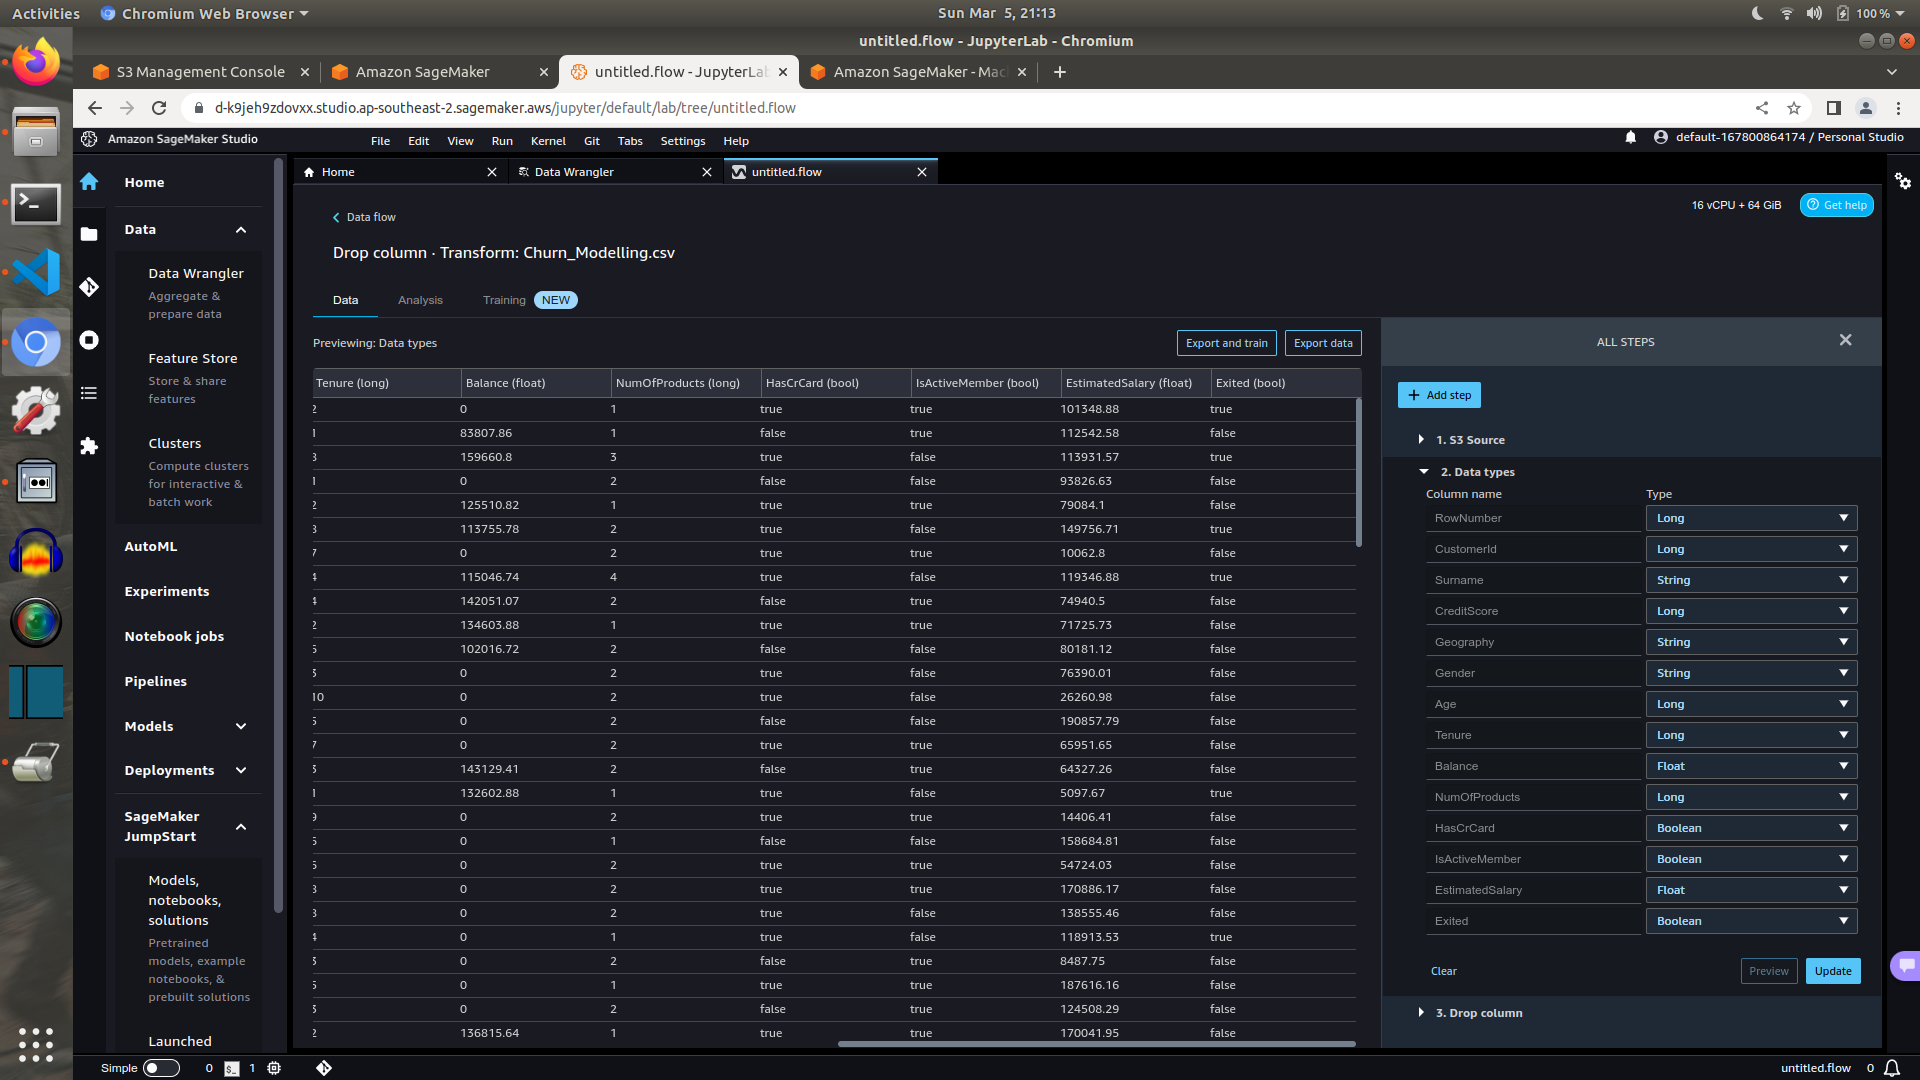 Activities Chromium Web Browser Sun Mar 5, 21:13 100 %
untitled.flow - JupyterLab - Chromium
S3 Management Console Amazon SageMaker untitled.flow - JupyterLab Amazon SageMaker - Mac
d-k9jeh9zdovxx.studio.ap-southeast-2.sagemaker.aws/jupyter/default/lab/tree/untitled.flow
Amazon SageMaker Studio File Edit View Run Kernel Git Tabs Settings Help default-167800864174 / Personal Studio
Home Data Wrangler untitled.flow
Home
Data
Data Wrangler
Aggregate &
prepare data
Feature Store
Store & share
features
Clusters
Compute clusters
for interactive &
batch work
AutoML
Experiments
Notebook jobs
Pipelines
Models
Deployments
SageMaker
JumpStart
Models,
notebooks,
solutions
Pretrained
models, example
notebooks, &
prebuilt solutions
Launched
Data flow
16 vCPU + 64 GiB Get help
Drop column · Transform: Churn_Modelling.csv
Data Analysis Training NEW
Previewing: Data types Export and train Export data
Tenure (long) Balance (float) NumOfProducts (long) HasCrCard (bool) IsActiveMember (bool) EstimatedSalary (float) Exited (bool)
2 0 1 true true 101348.88 true
1 83807.86 1 false true 112542.58 false
8 159660.8 3 true false 113931.57 true
1 0 2 false false 93826.63 false
2 125510.82 1 true true 79084.1 false
8 113755.78 2 true false 149756.71 true
7 0 2 true true 10062.8 false
4 115046.74 4 true false 119346.88 true
4 142051.07 2 false true 74940.5 false
2 134603.88 1 true true 71725.73 false
6 102016.72 2 false false 80181.12 false
3 0 2 true false 76390.01 false
10 0 2 true false 26260.98 false
5 0 2 false false 190857.79 false
7 0 2 true true 65951.65 false
3 143129.41 2 false true 64327.26 false
1 132602.88 1 true false 5097.67 true
9 0 2 true true 14406.41 false
6 0 1 false false 158684.81 false
6 0 2 true true 54724.03 false
8 0 2 true true 170886.17 false
8 0 2 true false 138555.46 false
4 0 1 true false 118913.53 true
3 0 2 false true 8487.75 false
5 0 1 true true 187616.16 false
3 0 2 false true 124508.29 false
2 136815.64 1 true true 170041.95 false
ALL STEPS
Add step
1. S3 Source
2. Data types
Column name Type
RowNumber Long
CustomerId Long
Surname String
CreditScore Long
Geography String
Gender String
Age Long
Tenure Long
Balance Float
NumOfProducts Long
HasCrCard Boolean
IsActiveMember Boolean
EstimatedSalary Float
Exited Boolean
Clear Preview Update
3. Drop column
Simple 0 $_ 1 untitled.flow 0